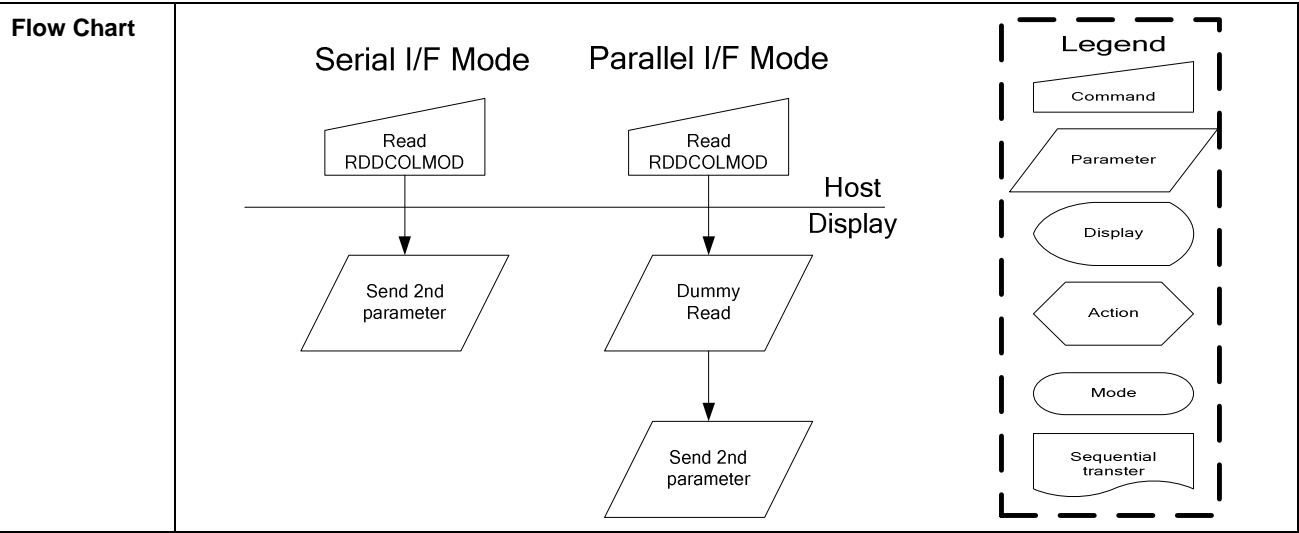 Flow Chart
Serial I/F Mode
Parallel I/F Mode
Read
RDDCOLMOD
Read
RDDCOLMOD
Host
Display
Send 2nd
parameter
Dummy
Read
Send 2nd
parameter
Legend
Command
Parameter
Display
Action
Mode
Sequential
transter